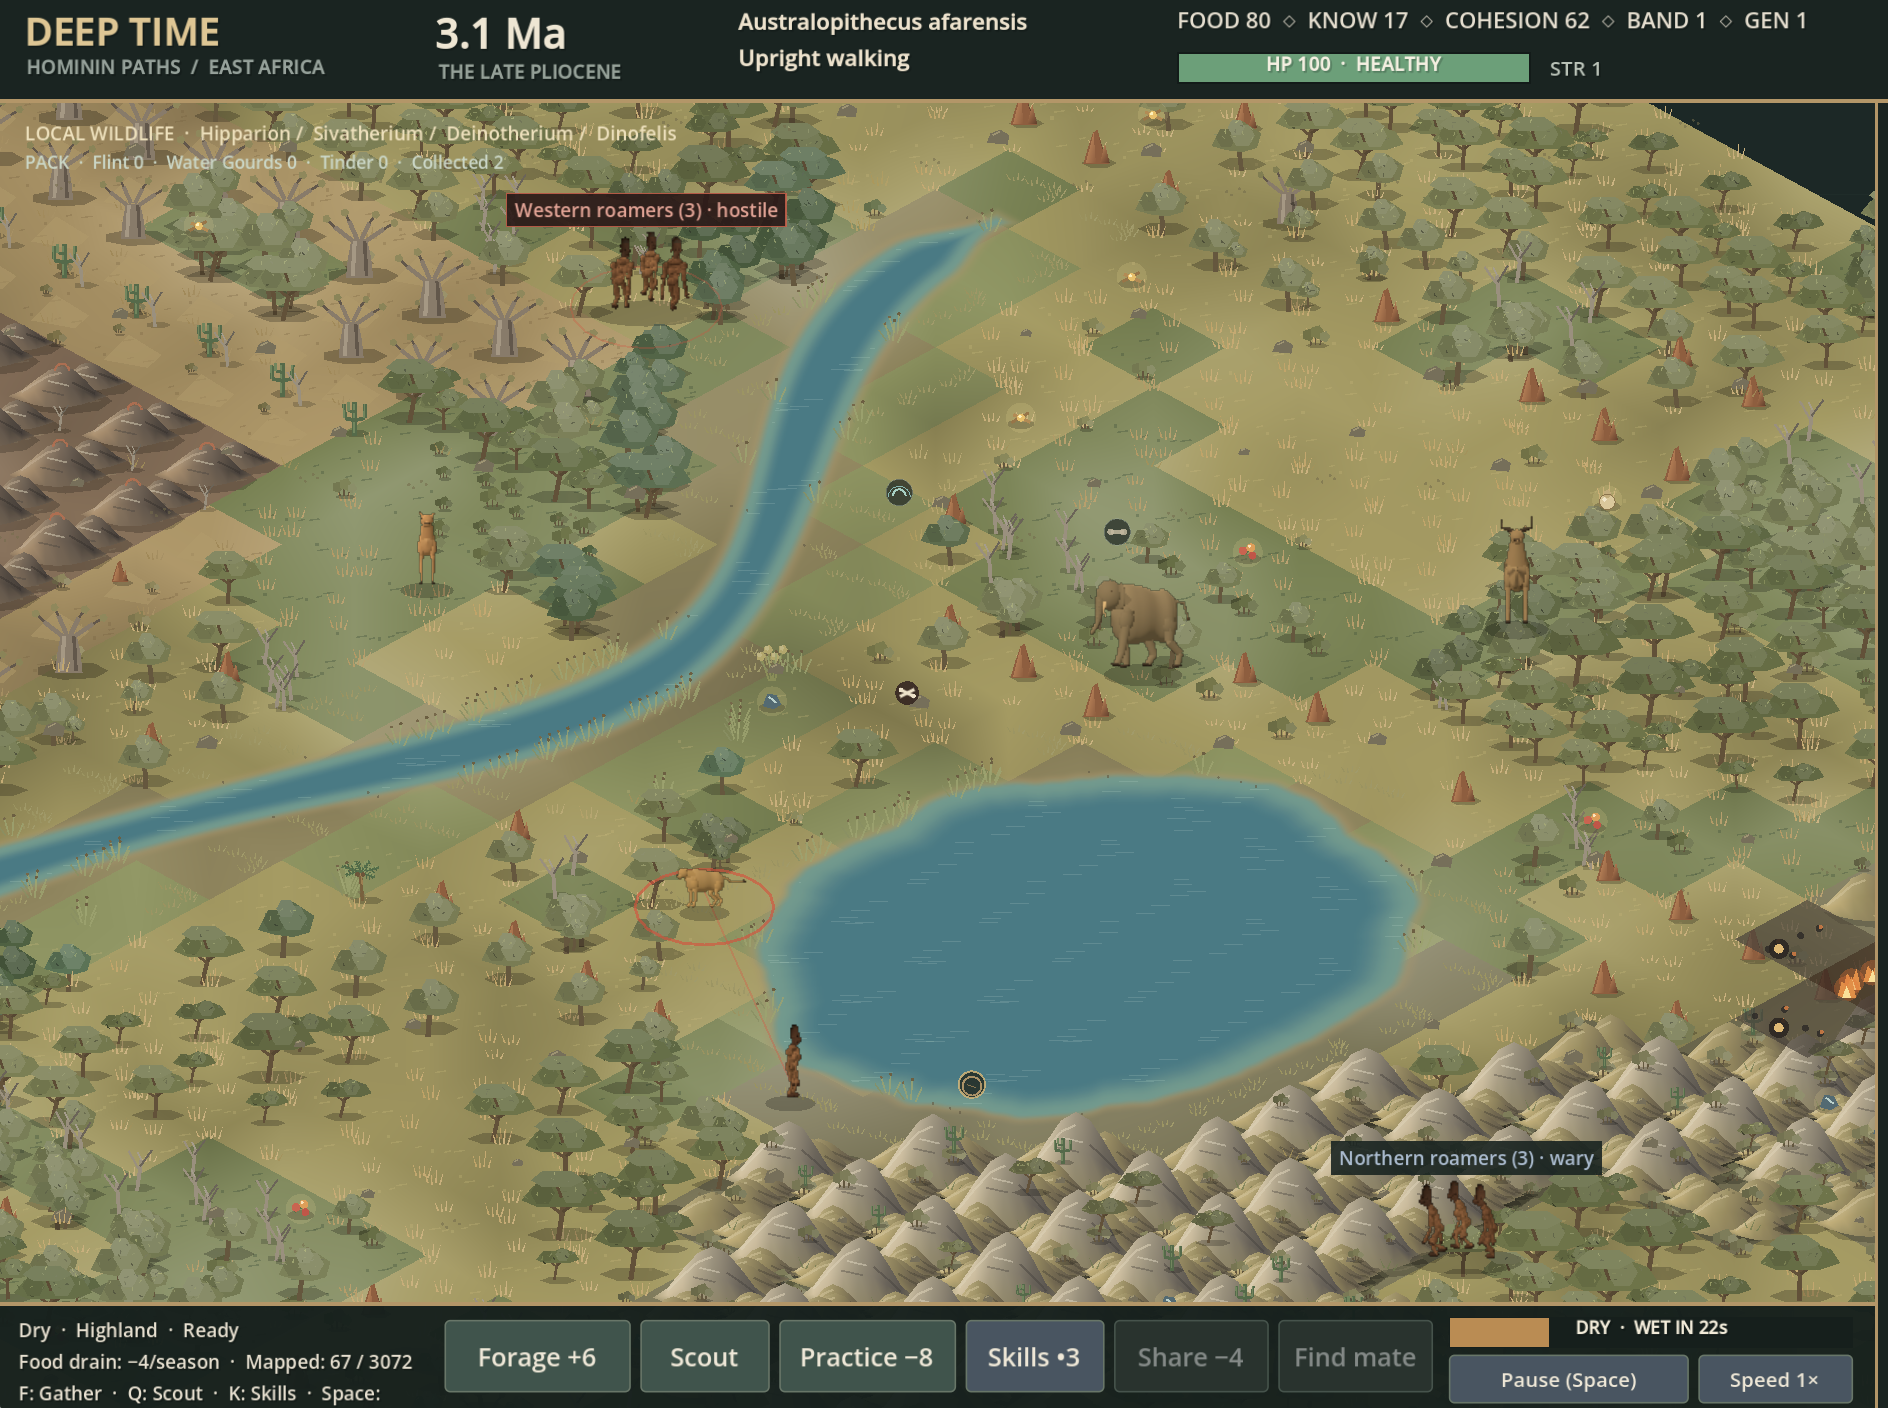 DEEP TIME
HOMININ PATHS / EAST AFRICA
3.1 Ma
THE LATE PLIOCENE
Australopithecus afarensis
Upright walking
FOOD 80 ◇ KNOW 17 ◇ COHESION 62 ◇ BAND 1 ◇ GEN 1
HP 100 · HEALTHY
STR 1
LOCAL WILDLIFE · Hipparion / Sivatherium / Deinotherium / Dinofelis
PACK · Flint 0 · Water Gourds 0 · Tinder 0 · Collected 2
Western roamers (3) · hostile
Northern roamers (3) · wary
Dry · Highland · Ready
Food drain: −4/season · Mapped: 67 / 3072
F: Gather · Q: Scout · K: Skills · Space:
Forage +6
Scout
Practice −8
Skills •3
Share −4
Find mate
DRY · WET IN 22s
Pause (Space)
Speed 1×